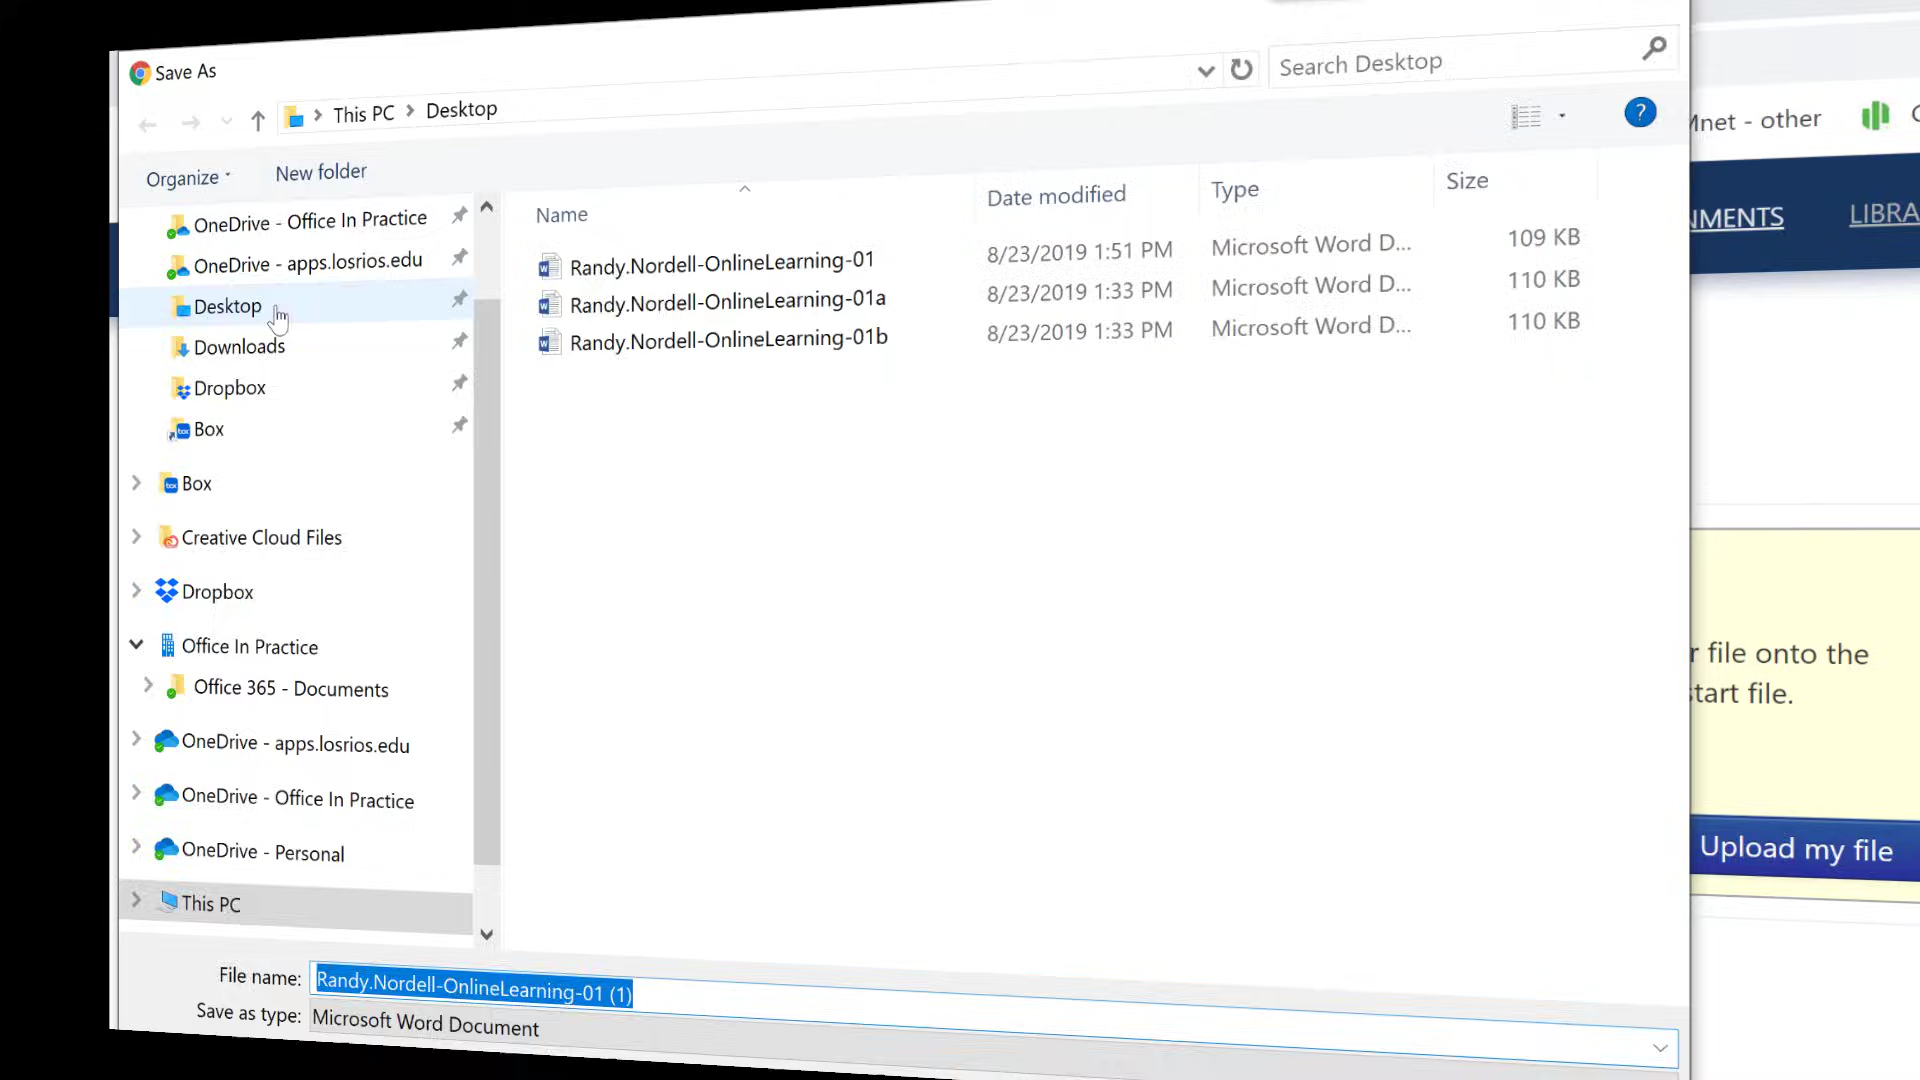 Save As
This PC > Desktop
Search Desktop
Organize
New folder
?
Name
Date modified
Type
Size
OneDrive - Office In Practice
OneDrive - apps.losrios.edu
Desktop
Downloads
Dropbox
Box
Box
Creative Cloud Files
Dropbox
Office In Practice
Office 365 - Documents
OneDrive - apps.losrios.edu
OneDrive - Office In Practice
OneDrive - Personal
This PC
Randy.Nordell-OnlineLearning-01 8/23/2019 1:51 PM Microsoft Word D... 109 KB
Randy.Nordell-OnlineLearning-01a 8/23/2019 1:33 PM Microsoft Word D... 110 KB
Randy.Nordell-OnlineLearning-01b 8/23/2019 1:33 PM Microsoft Word D... 110 KB
File name: Randy.Nordell-OnlineLearning-01 (1)
Save as type: Microsoft Word Document
- other
file onto the
file.
Upload my file